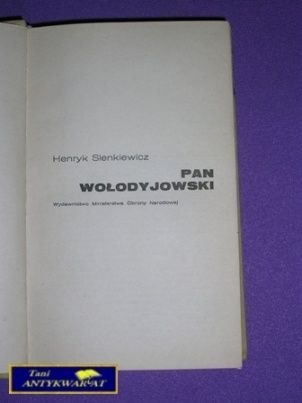 Henryk Sienkiewicz
PAN
WOŁODYJOWSKI
Wydawnictwo Ministerstwa Obrony Narodowej
Tani
ANTYKWARIAT